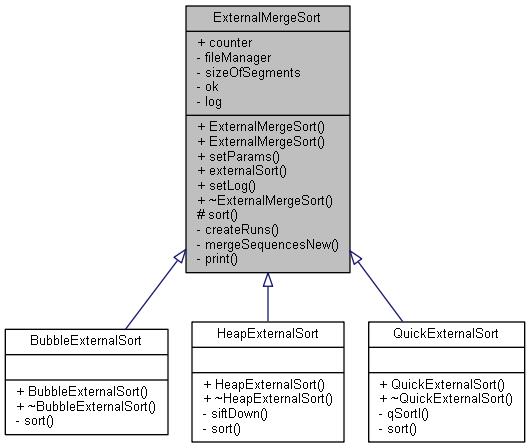 ExternalMergeSort
+ counter
- fileManager
- sizeOfSegments
- ok
- log
+ ExternalMergeSort()
+ ExternalMergeSort()
+ setParams()
+ externalSort()
+ setLog()
+ ~ExternalMergeSort()
# sort()
- createRuns()
- mergeSequencesNew()
- print()
BubbleExternalSort
+ BubbleExternalSort()
+ ~BubbleExternalSort()
- sort()
HeapExternalSort
+ HeapExternalSort()
+ ~HeapExternalSort()
- siftDown()
- sort()
QuickExternalSort
+ QuickExternalSort()
+ ~QuickExternalSort()
- qSortI()
- sort()